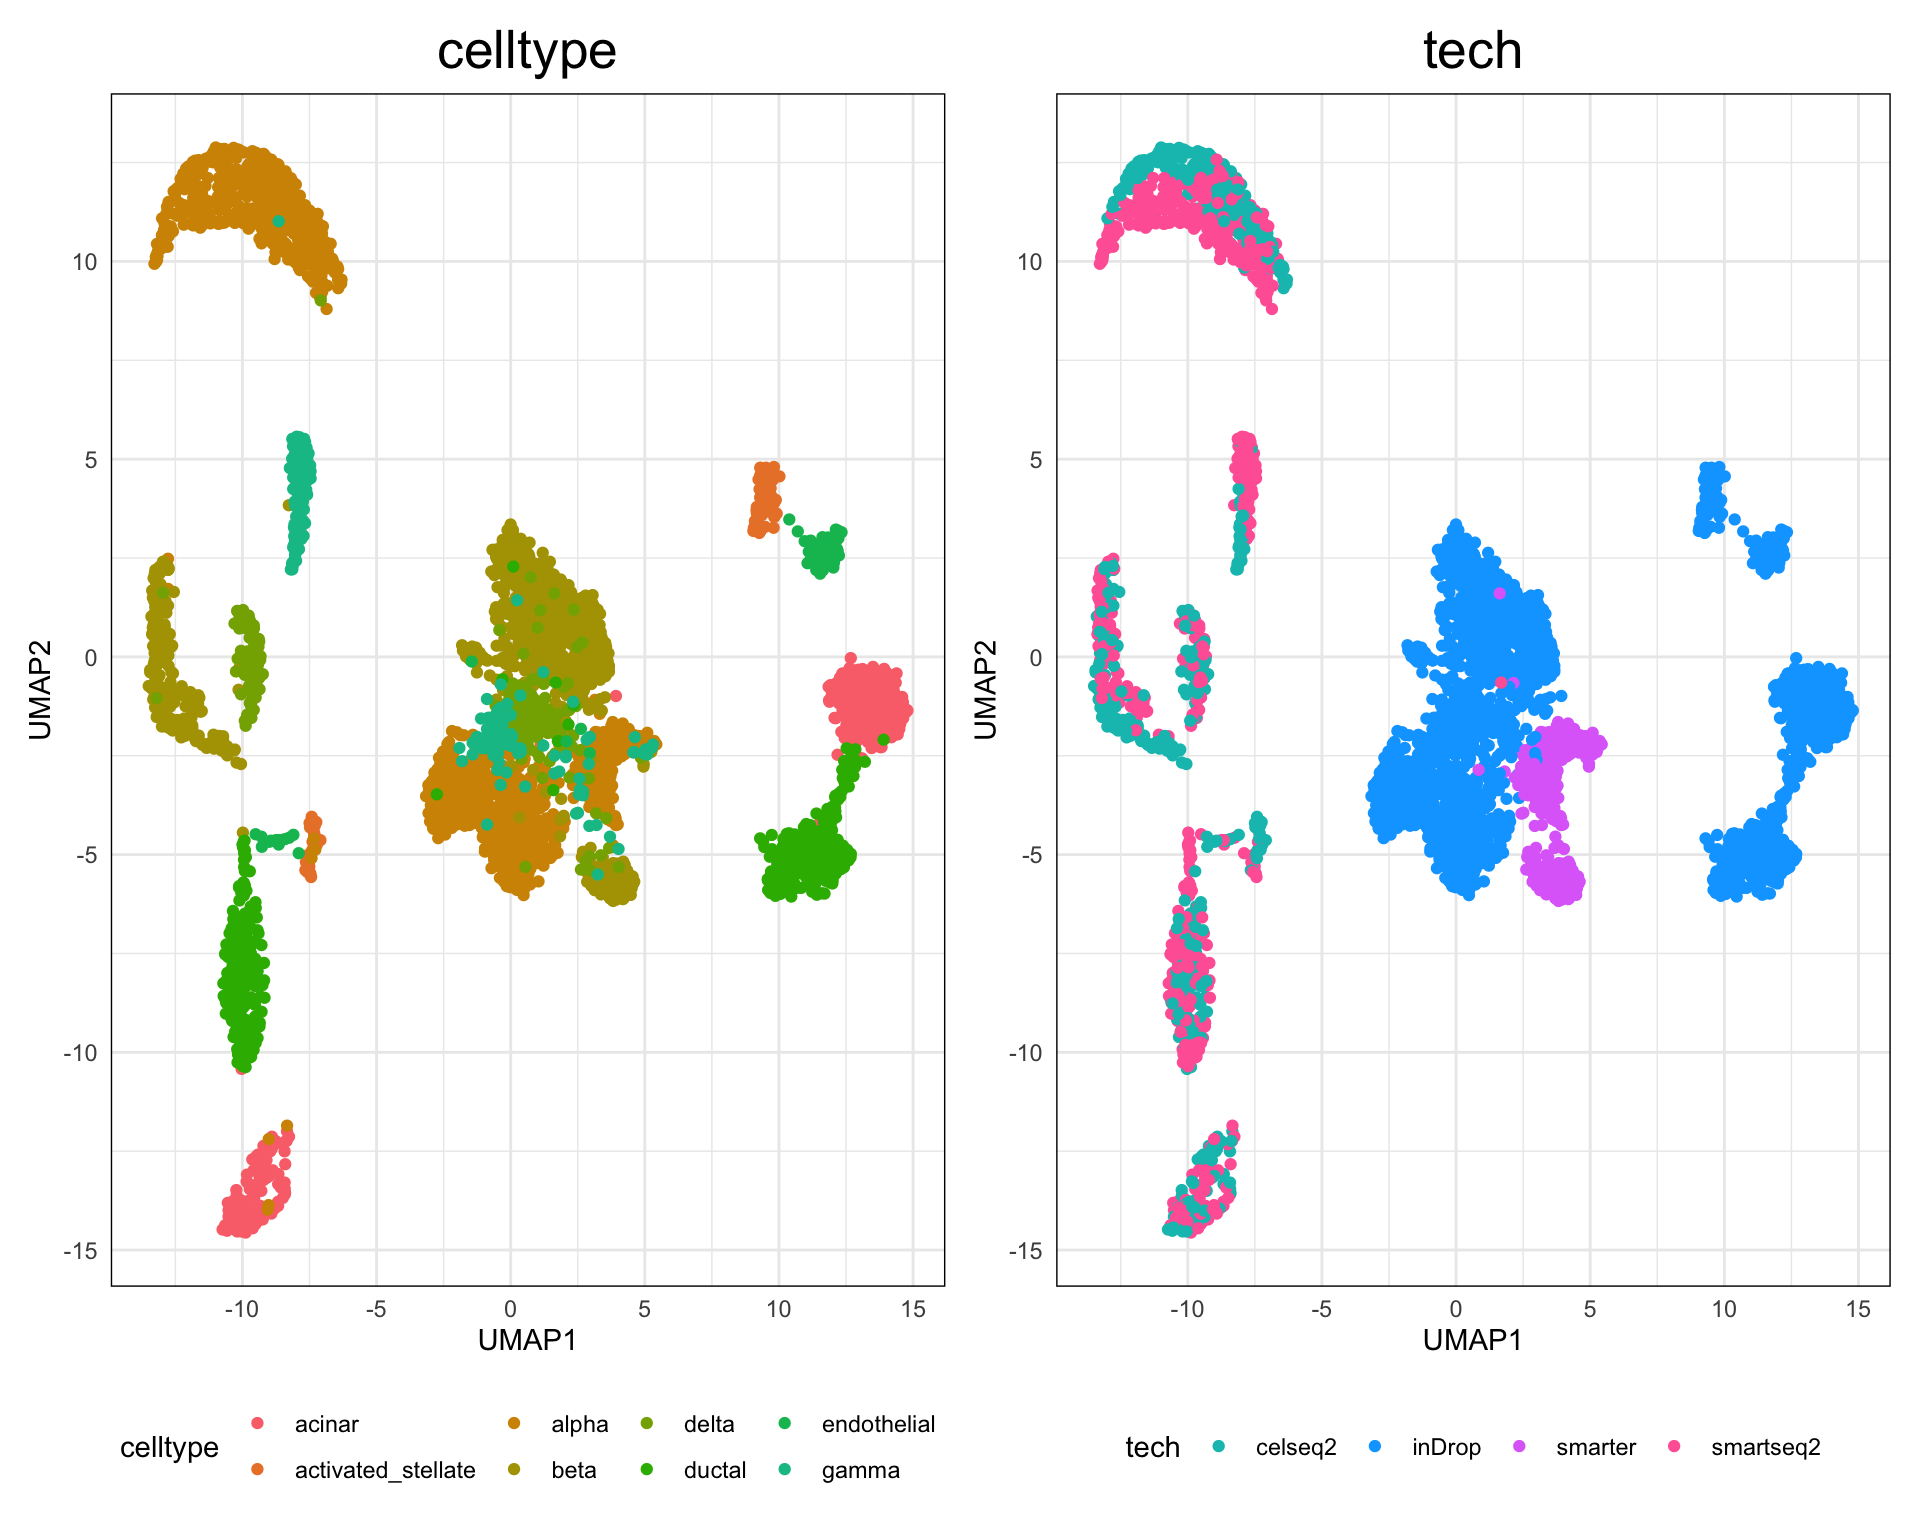 celltype
tech
10
5
0
-5
-10
-15
UMAP2
-10
-5
0
5
10
15
UMAP1
10
5
0
-5
-10
-15
UMAP2
-10
-5
0
5
10
15
UMAP1
celltype
acinar
alpha
delta
endothelial
activated_stellate
beta
ductal
gamma
tech
celseq2
inDrop
smarter
smartseq2